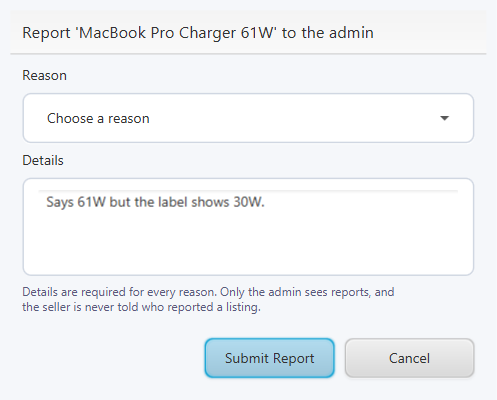 Report 'MacBook Pro Charger 61W' to the admin
Reason
Choose a reason
Details
Says 61W but the label shows 30W.
Details are required for every reason. Only the admin sees reports, and
the seller is never told who reported a listing.
Submit Report
Cancel